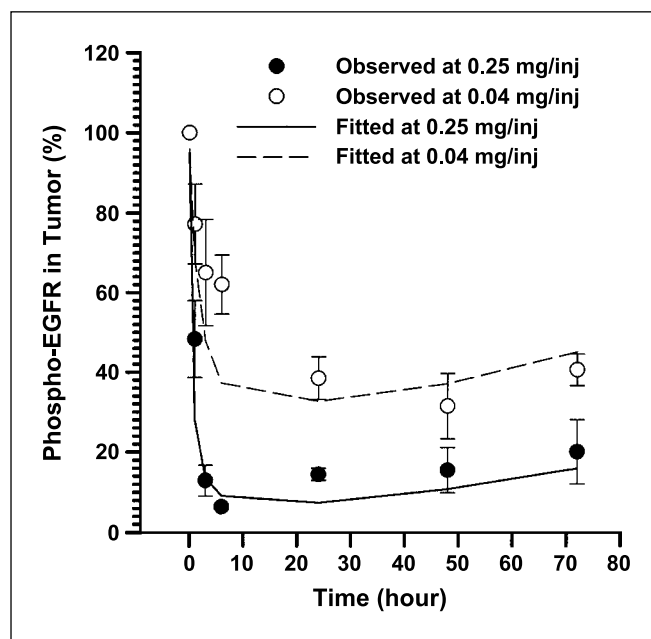 120
100
80
60
40
20
0
Phospho-EGFR in Tumor (%)
Observed at 0.25 mg/inj
Observed at 0.04 mg/inj
Fitted at 0.25 mg/inj
Fitted at 0.04 mg/inj
0 10 20 30 40 50 60 70 80
Time (hour)